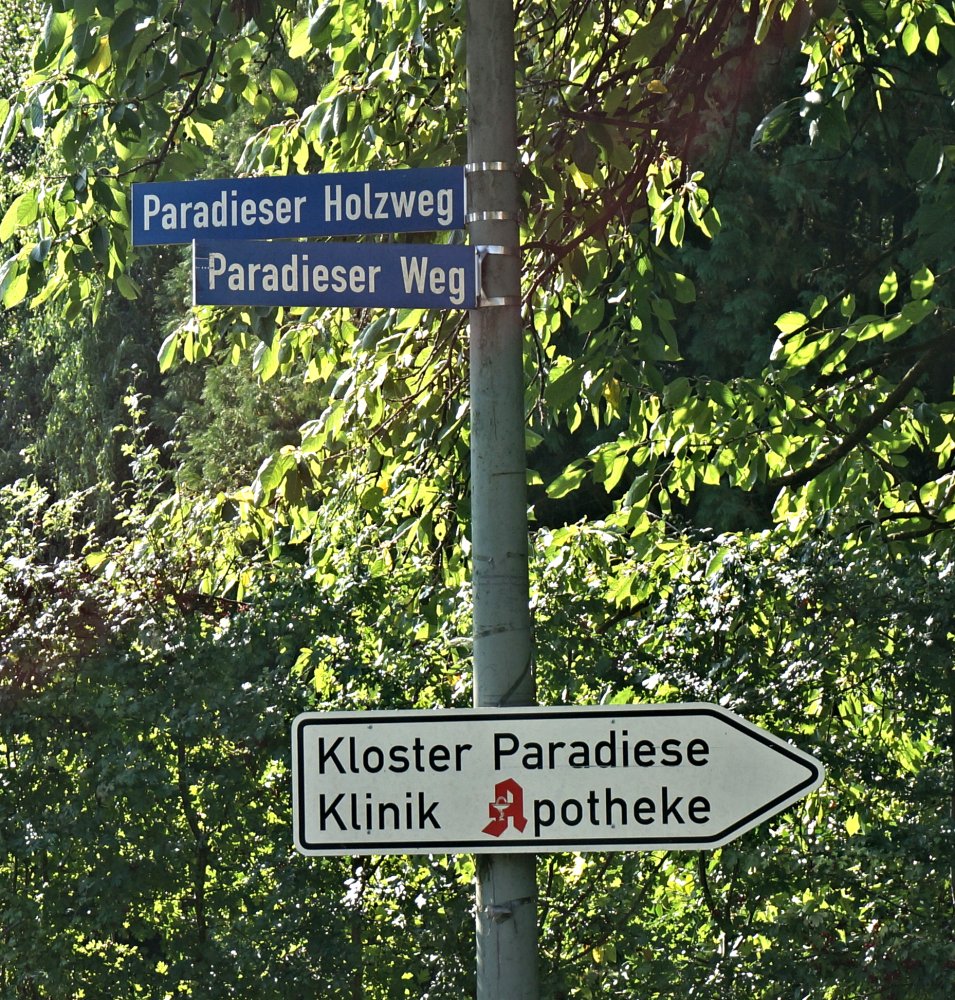 Paradieser Holzweg
Paradieser Weg
Kloster Paradiese
Klinik Apotheke